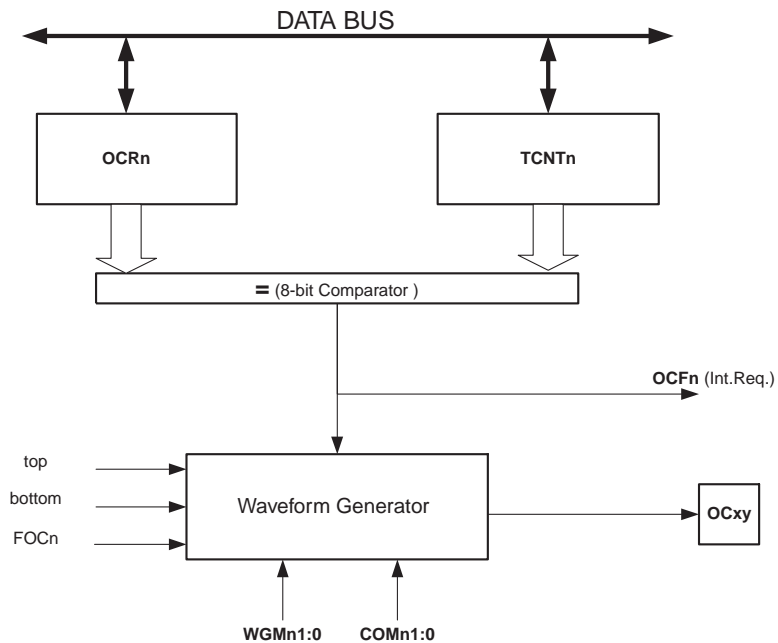 DATA BUS
OCRn
TCNTn
= (8-bit Comparator )
OCFn (Int.Req.)
top
bottom
FOCn
Waveform Generator
OCxy
WGMn1:0
COMn1:0